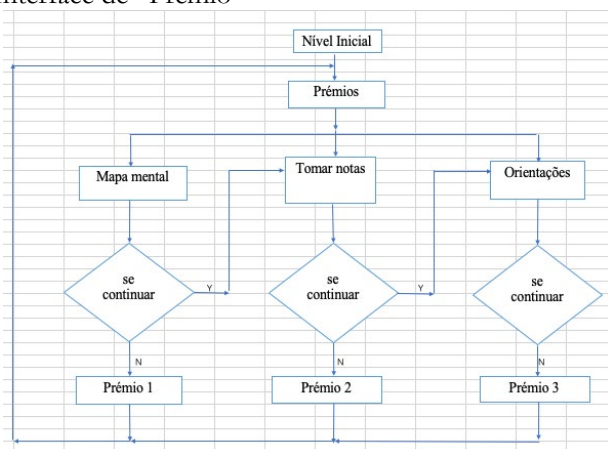 Nível Inicial
Prémios
Mapa mental
Tomar notas
Orientações
se
continuar
Y
se
continuar
Y
se
continuar
N
N
N
Prémio 1
Prémio 2
Prémio 3